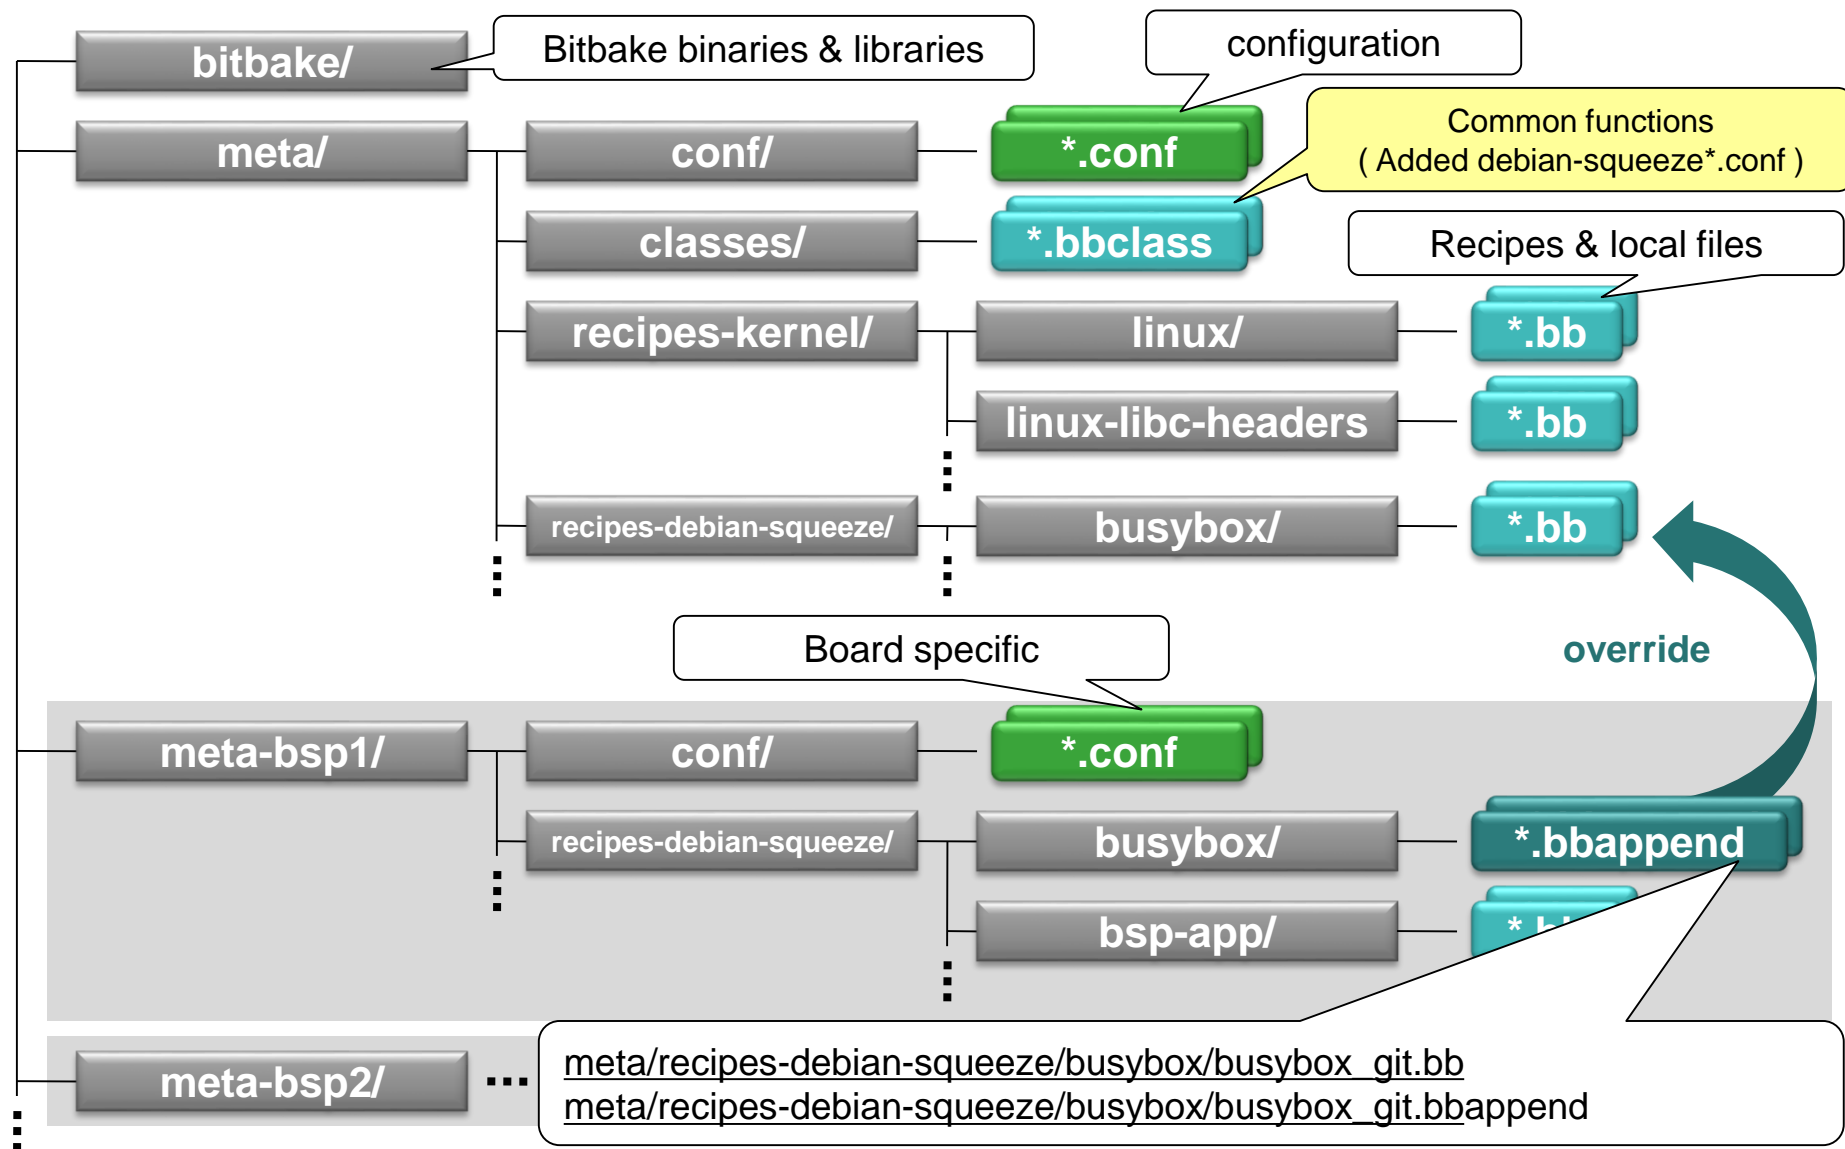 bitbake/
Bitbake binaries & libraries
configuration
meta/
conf/
*.conf
Common functions
( Added debian-squeeze*.conf )
classes/
*.bbclass
Recipes & local files
recipes-kernel/
linux/
*.bb
linux-libc-headers
*.bb
recipes-debian-squeeze/
busybox/
*.bb
Board specific
override
meta-bsp1/
conf/
*.conf
recipes-debian-squeeze/
busybox/
*.bbappend
bsp-app/
meta-bsp2/
meta/recipes-debian-squeeze/busybox/busybox_git.bb
meta/recipes-debian-squeeze/busybox/busybox_git.bbappend